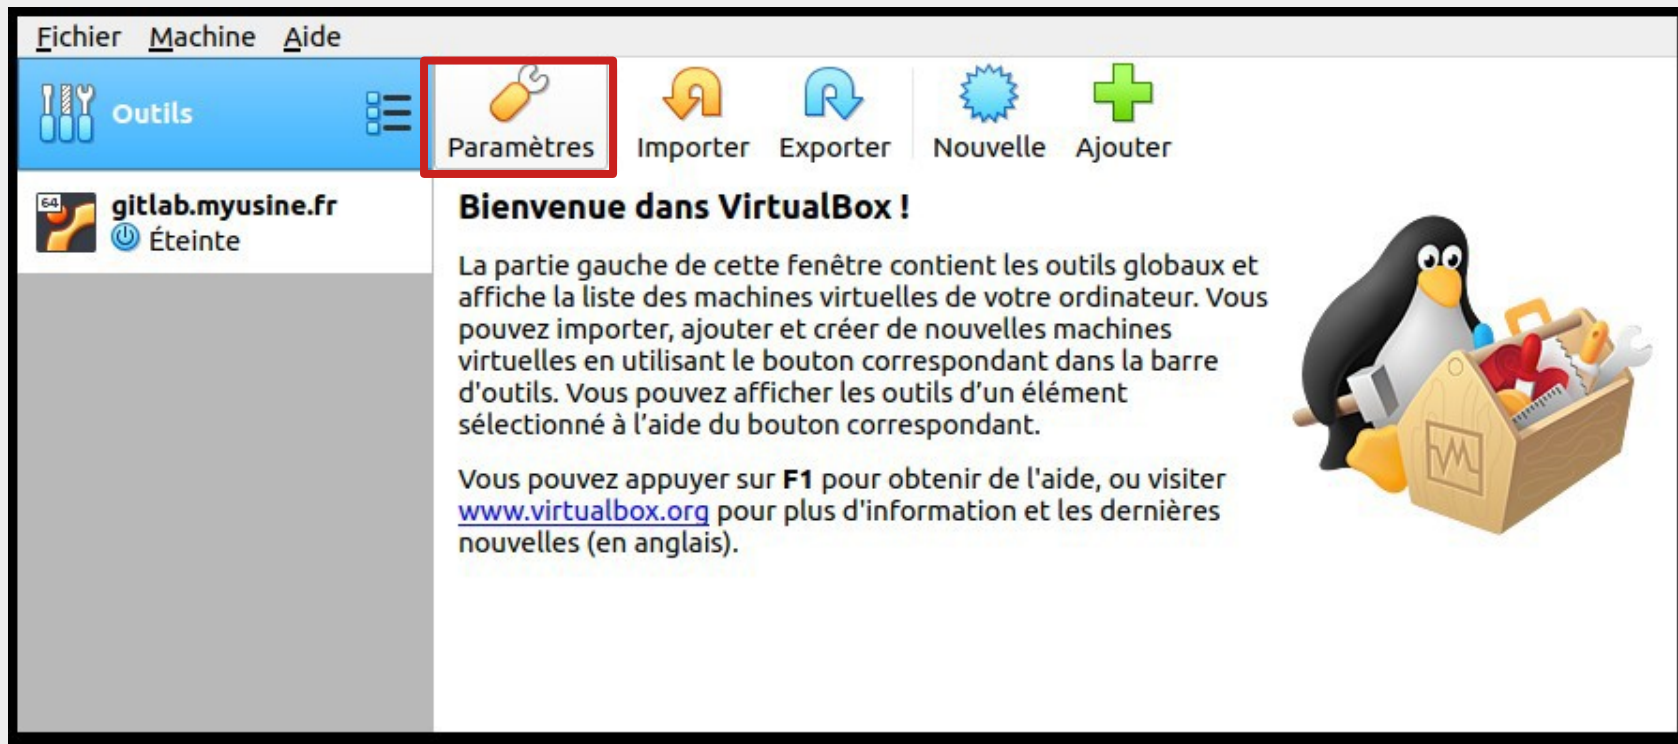 Fichier Machine Aide
Outils
Paramètres Importer Exporter Nouvelle Ajouter
64
gitlab.myusine.fr
Éteinte
Bienvenue dans VirtualBox !
La partie gauche de cette fenêtre contient les outils globaux et
affiche la liste des machines virtuelles de votre ordinateur. Vous
pouvez importer, ajouter et créer de nouvelles machines
virtuelles en utilisant le bouton correspondant dans la barre
d'outils. Vous pouvez afficher les outils d’un élément
sélectionné à l’aide du bouton correspondant.
Vous pouvez appuyer sur F1 pour obtenir de l'aide, ou visiter
www.virtualbox.org pour plus d'information et les dernières
nouvelles (en anglais).